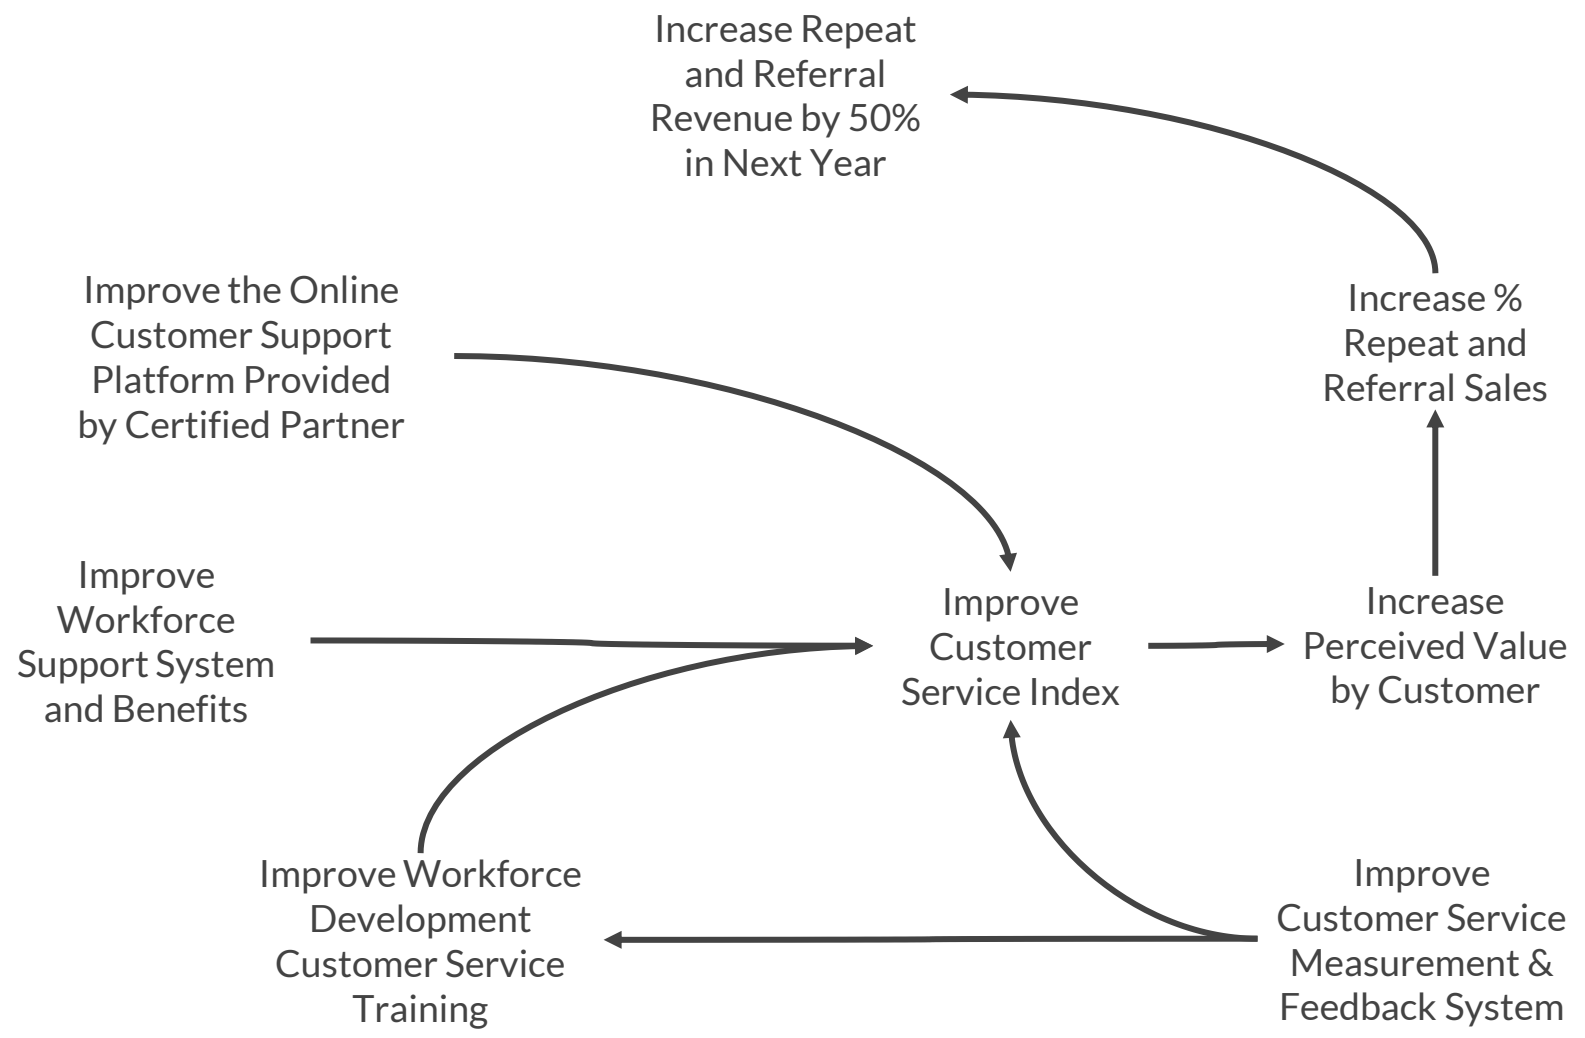 Increase Repeat
and Referral
Revenue by 50%
in Next Year
Improve the Online
Customer Support
Platform Provided
by Certified Partner
Increase %
Repeat and
Referral Sales
Improve
Workforce
Support System
and Benefits
Improve
Customer
Service Index
Increase
Perceived Value
by Customer
Improve Workforce
Development
Customer Service
Training
Improve
Customer Service
Measurement &
Feedback System